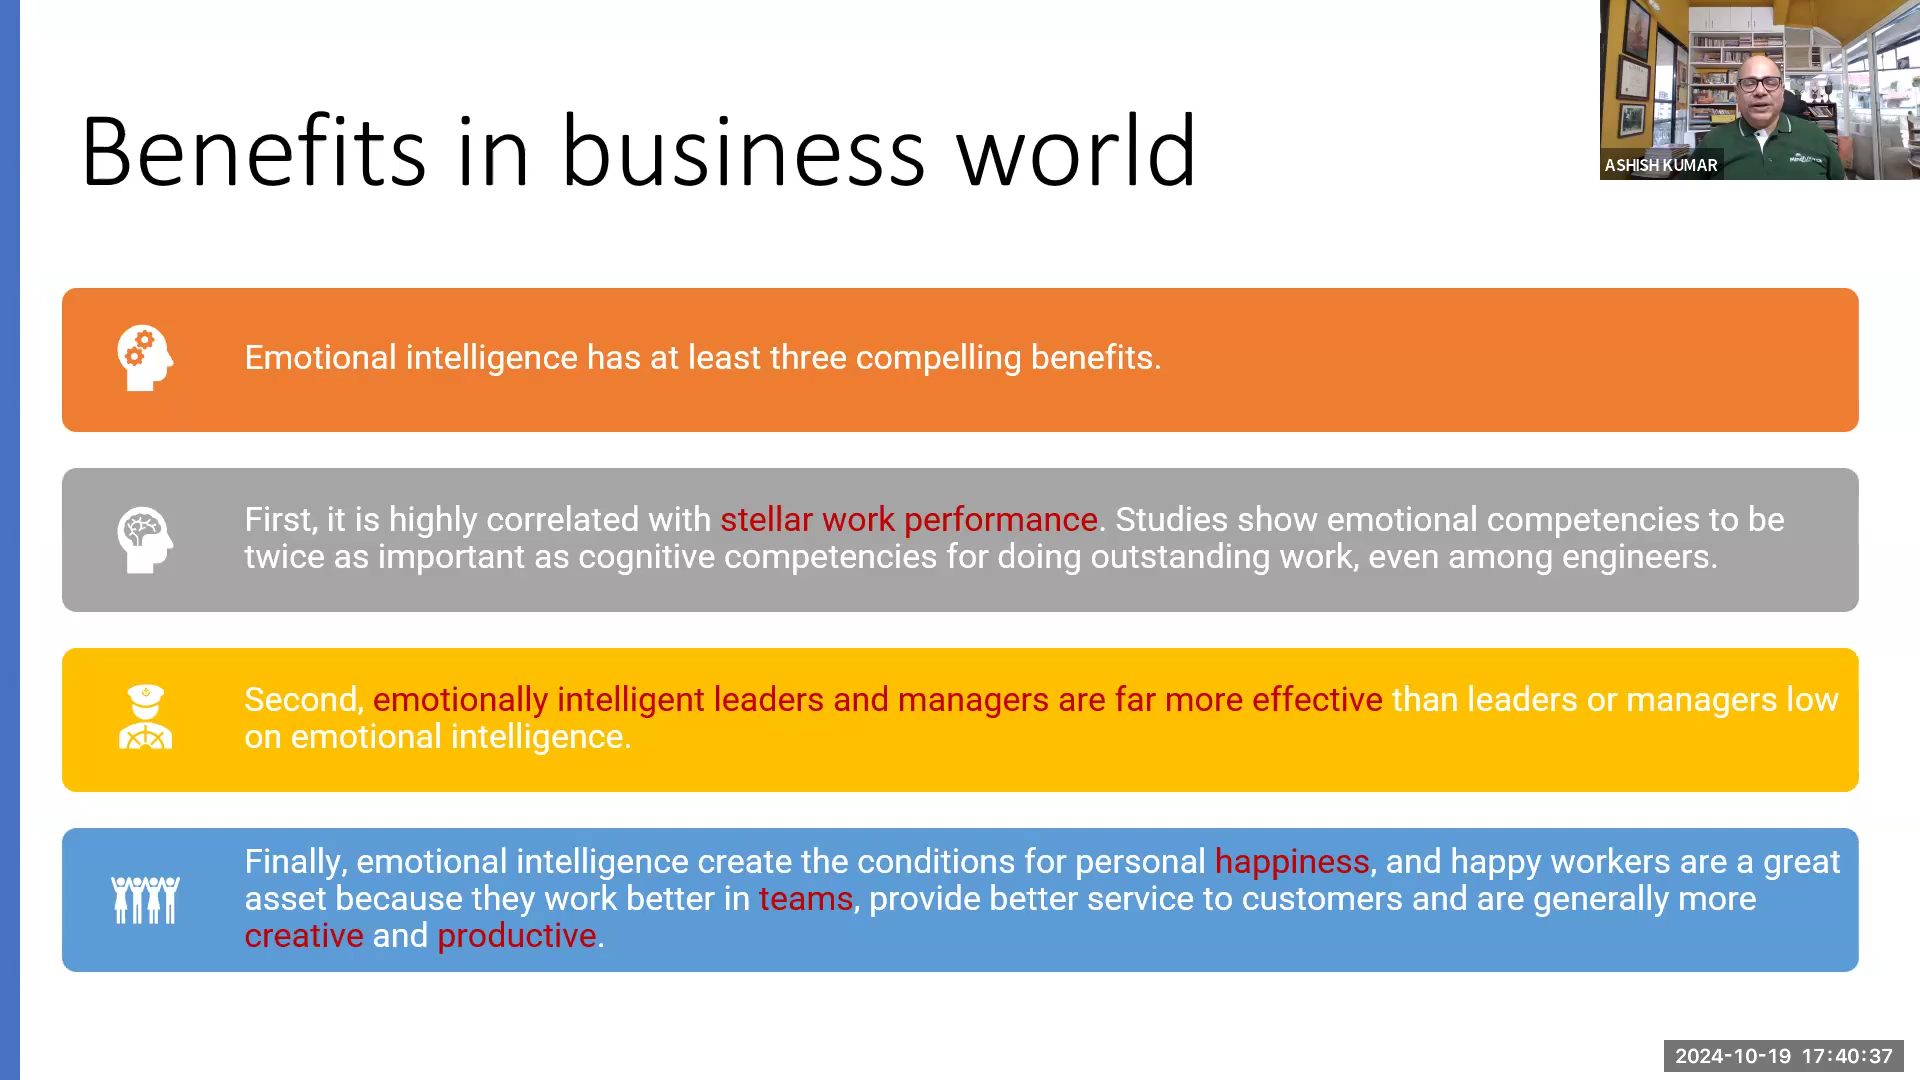 Benefits in business world
ASHISH KUMAR
Emotional intelligence has at least three compelling benefits.
First, it is highly correlated with stellar work performance. Studies show emotional competencies to be
twice as important as cognitive competencies for doing outstanding work, even among engineers.
Second, emotionally intelligent leaders and managers are far more effective than leaders or managers low
on emotional intelligence.
Finally, emotional intelligence create the conditions for personal happiness, and happy workers are a great
asset because they work better in teams, provide better service to customers and are generally more
creative and productive.
2024-10-19 17:40:37